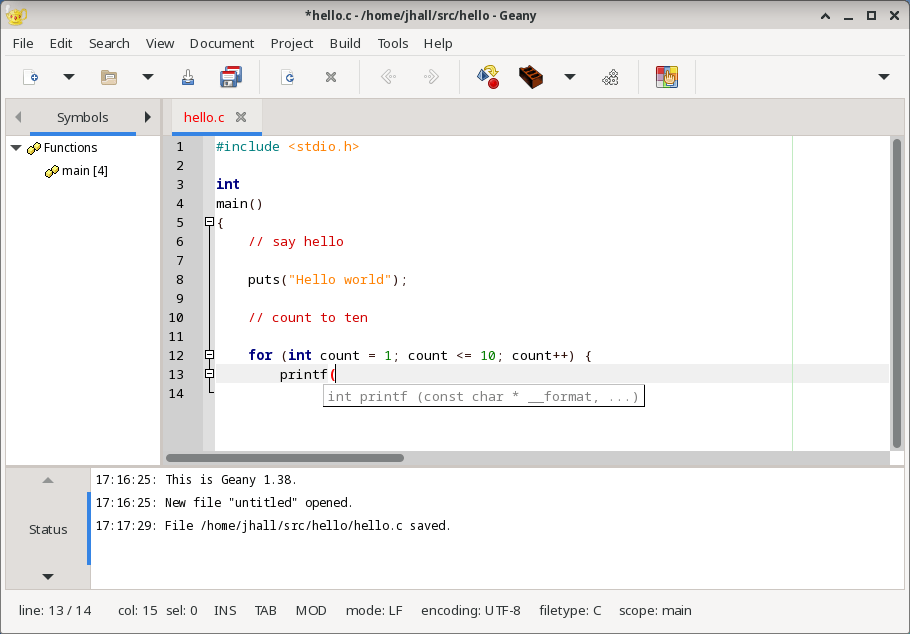 *hello.c - /home/jhall/src/hello - Geany
File Edit Search View Document Project Build Tools Help
Symbols
hello.c
Functions
main [4]
1 #include <stdio.h>
2
3 int
4 main()
5 {
6 // say hello
7
8 puts("Hello world");
9
10 // count to ten
11
12 for (int count = 1; count <= 10; count++) {
13 printf(
14
int printf (const char * __format, ...)
Status
17:16:25: This is Geany 1.38.
17:16:25: New file "untitled" opened.
17:17:29: File /home/jhall/src/hello/hello.c saved.
line: 13 / 14 col: 15 sel: 0 INS TAB MOD mode: LF encoding: UTF-8 filetype: C scope: main